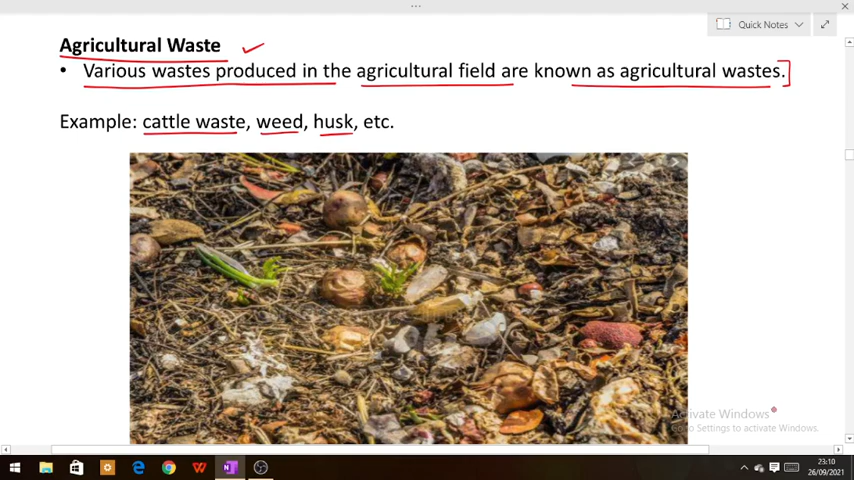 Quick Notes
Agricultural Waste
• Various wastes produced in the agricultural field are known as agricultural wastes.
Example: cattle waste, weed, husk, etc.
Activate Windows
Go to Settings to activate Windows.
23:10
26/09/2021